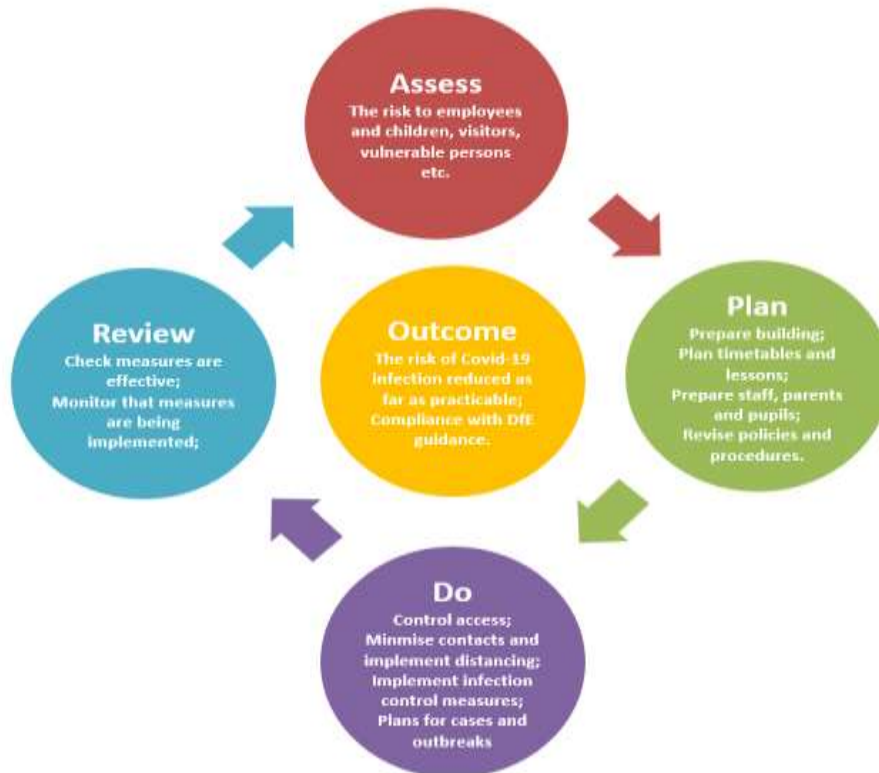 Assess
The risk to employees
and children, visitors,
vulnerable persons
etc.
Plan
Prepare building;
Plan timetables and
lessons;
Prepare staff, parents
and pupils;
Revise policies and
procedures.
Do
Control access;
Minmise contacts and
implement distancing;
Implement infection
control measures;
Plans for cases and
outbreaks
Review
Check measures are
effective;
Monitor that measures
are being
implemented;
Outcome
The risk of Covid-19
infection reduced as
far as practicable;
Compliance with DfE
guidance.